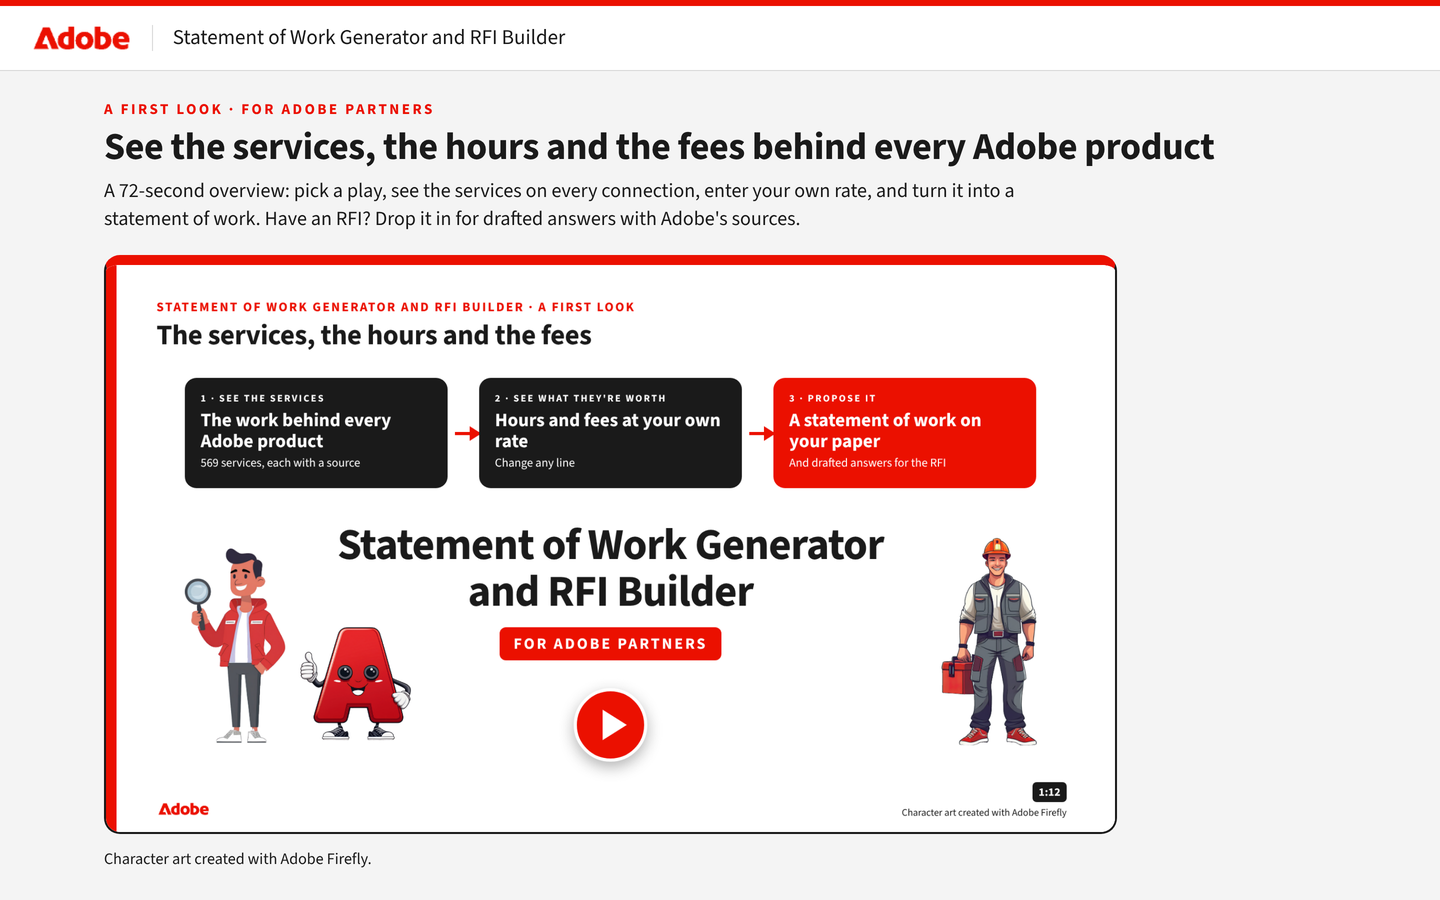 Adobe
Statement of Work Generator and RFI Builder
A FIRST LOOK · FOR ADOBE PARTNERS
See the services, the hours and the fees behind every Adobe product
A 72-second overview: pick a play, see the services on every connection, enter your own rate, and turn it into a
statement of work. Have an RFI? Drop it in for drafted answers with Adobe's sources.
STATEMENT OF WORK GENERATOR AND RFI BUILDER · A FIRST LOOK
The services, the hours and the fees
1 · SEE THE SERVICES
The work behind every
Adobe product
569 services, each with a source
2 · SEE WHAT THEY'RE WORTH
Hours and fees at your own
rate
Change any line
3 · PROPOSE IT
A statement of work on
your paper
And drafted answers for the RFI
Statement of Work Generator
and RFI Builder
FOR ADOBE PARTNERS
1:12
Adobe
Character art created with Adobe Firefly
Character art created with Adobe Firefly.